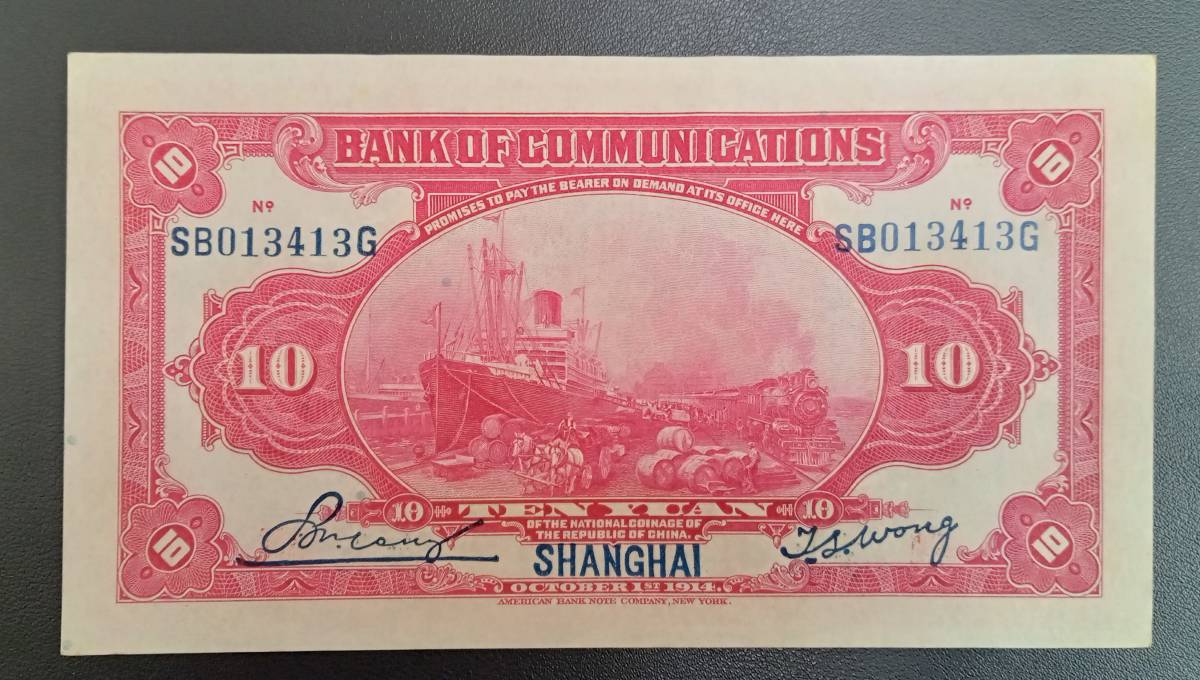 BANK OF COMMUNICATIONS
PROMISES TO PAY THE BEARER ON DEMAND AT ITS OFFICE HERE
10
10
Nº
Nº
SB013413G
SB013413G
10
10
10 TEN YUAN 10
OF THE NATIONAL COINAGE OF
THE REPUBLIC OF CHINA.
T.S. Wong
SHANGHAI
10
10
OCTOBER 1ST 1914.
AMERICAN BANK NOTE COMPANY, NEW YORK.